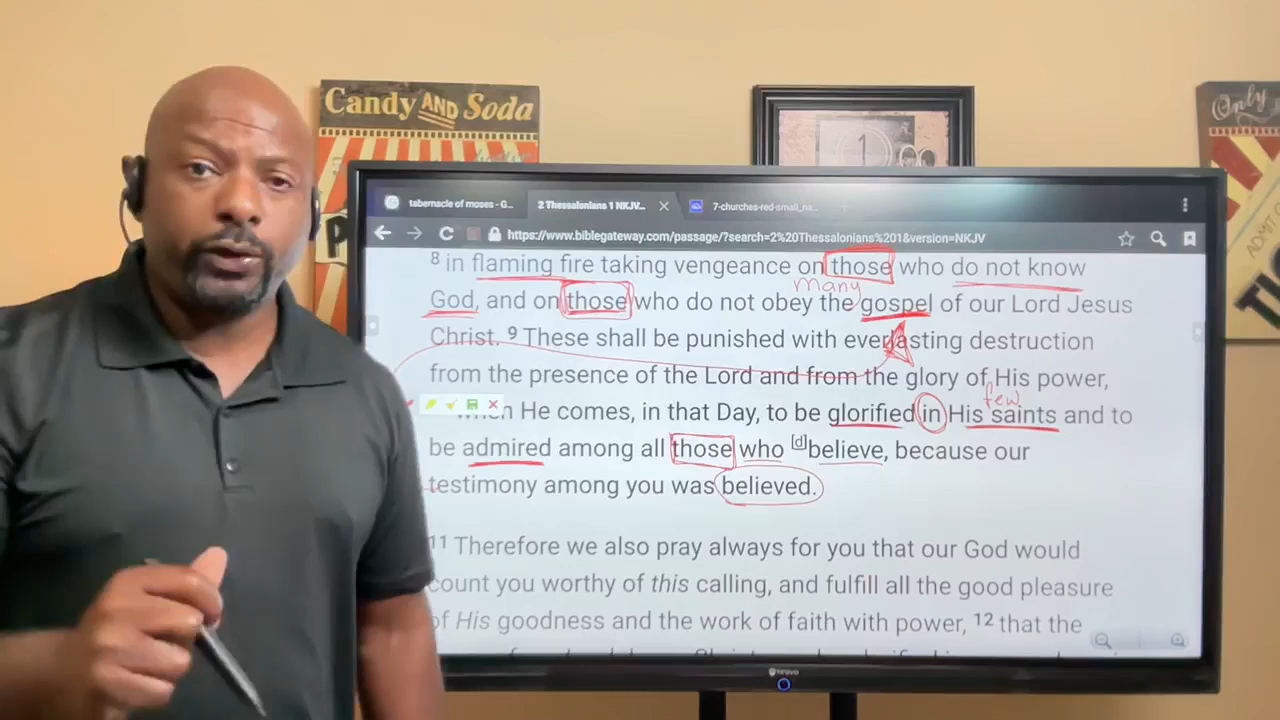 Candy AND Soda
1
Only
ADMIT
tabernacle of moses - G...
2 Thessalonians 1 NKJV...
7-churches-red-small_na...
https://www.biblegateway.com/passage/?search=2%20Thessalonians%201&version=NKJV
8 in flaming fire taking vengeance on those who do not know
many
God, and on those who do not obey the gospel of our Lord Jesus
Christ. 9 These shall be punished with everlasting destruction
from the presence of the Lord and from the glory of His power,
few
when He comes, in that Day, to be glorified in His saints and to
be admired among all those who [d]believe, because our
testimony among you was believed.
11 Therefore we also pray always for you that our God would
count you worthy of this calling, and fulfill all the good pleasure
of His goodness and the work of faith with power, 12 that the